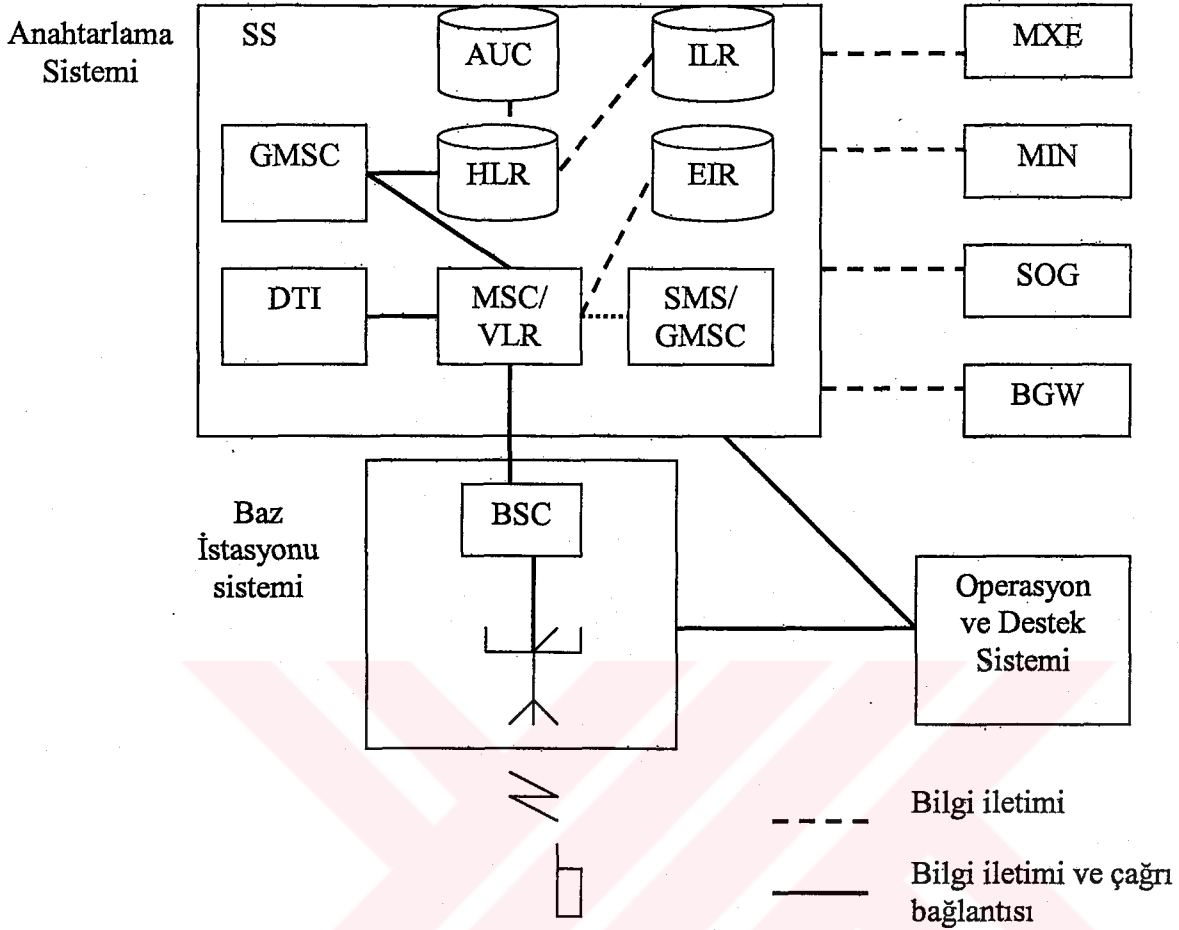 Anahtarlama
Sistemi
SS
AUC
ILR
MXE
GMSC
HLR
EIR
MIN
DTI
MSC/
VLR
SMS/
GMSC
SOG
BGW
Baz
İstasyonu
sistemi
BSC
Operasyon
ve Destek
Sistemi
Bilgi iletimi
Bilgi iletimi ve çağrı
bağlantısı